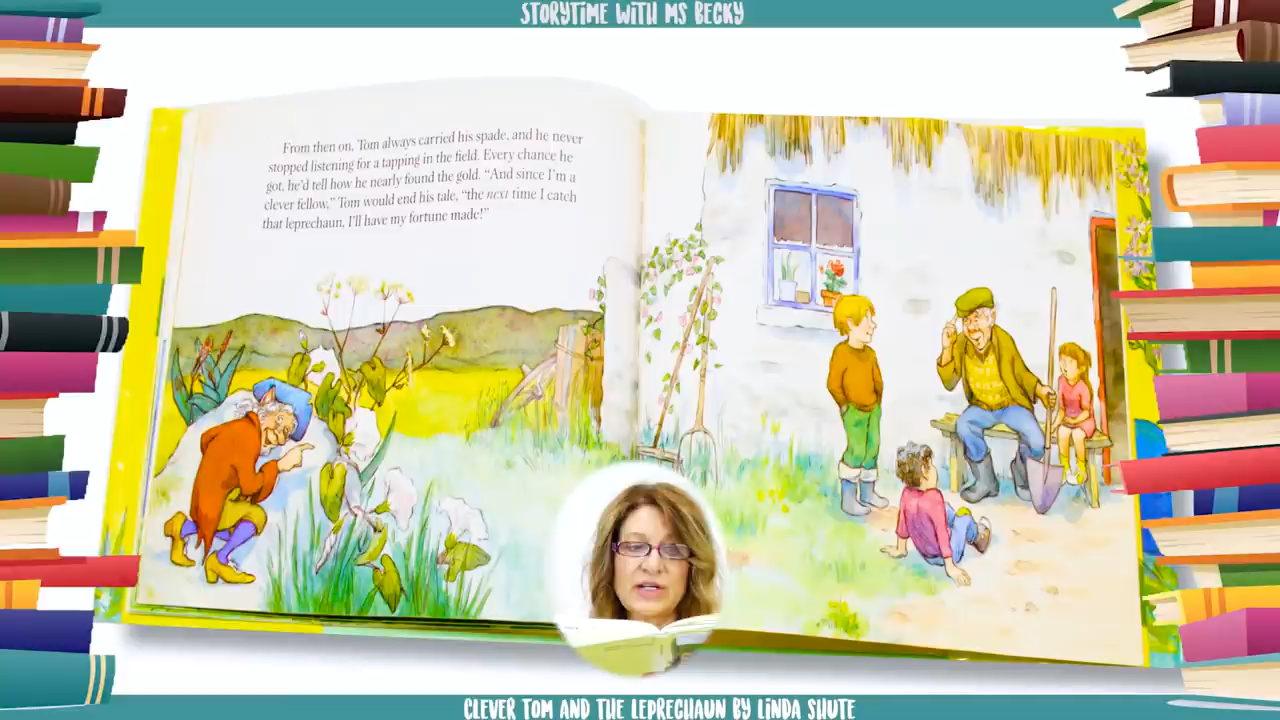 STORYTIME WITH MS BECKY
From then on, Tom always carried his spade, and he never
stopped listening for a tapping in the field. Every chance he
got, he'd tell how he nearly found the gold. “And since I'm a
clever fellow,” Tom would end his tale, “the next time I catch
that leprechaun, I'll have my fortune made!”
CLEVER TOM AND THE LEPRECHAUN BY LINDA SHUTE